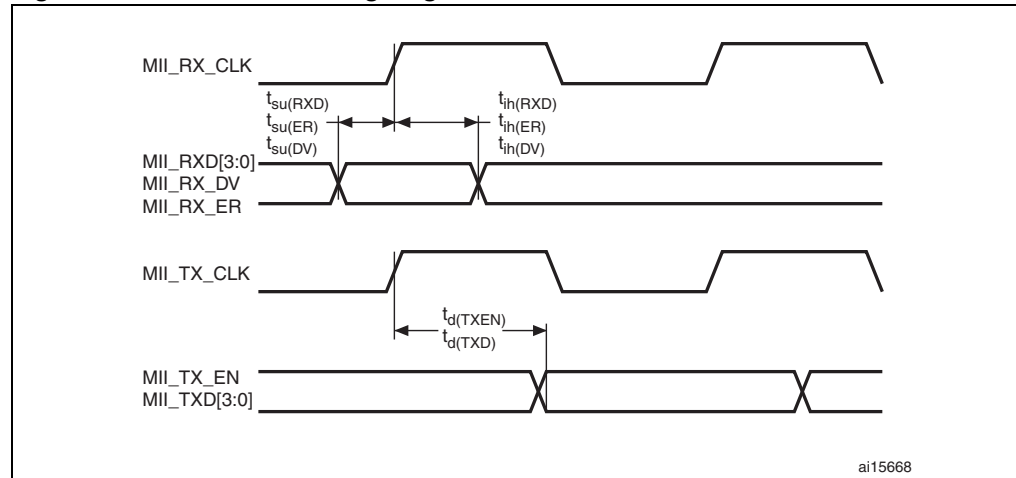 MII_RX_CLK
tsu(RXD)
tsu(ER)
tsu(DV)
tih(RXD)
tih(ER)
tih(DV)
MII_RXD[3:0]
MII_RX_DV
MII_RX_ER
MII_TX_CLK
td(TXEN)
td(TXD)
MII_TX_EN
MII_TXD[3:0]
ai15668